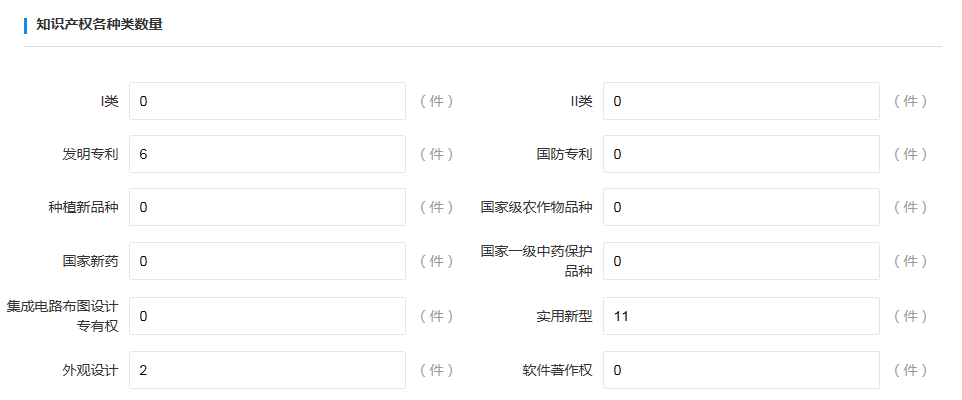 知识产权各种类数量
I类 0 （件） II类 0 （件）
发明专利 6 （件） 国防专利 0 （件）
种植新品种 0 （件） 国家级农作物品种 0 （件）
国家新药 0 （件） 国家一级中药保护
品种 0 （件）
集成电路布图设计
专有权 0 （件） 实用新型 11 （件）
外观设计 2 （件） 软件著作权 0 （件）